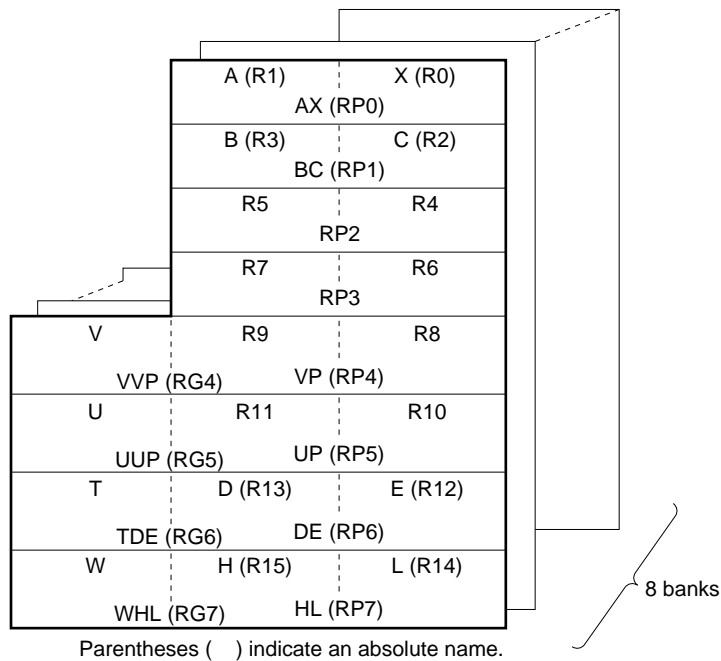 A (R1) X (R0)
AX (RP0)
B (R3) C (R2)
BC (RP1)
R5 R4
RP2
R7 R6
RP3
V R9 R8
VVP (RG4) VP (RP4)
U R11 R10
UUP (RG5) UP (RP5)
T D (R13) E (R12)
TDE (RG6) DE (RP6)
W H (R15) L (R14)
WHL (RG7) HL (RP7)
8 banks
Parentheses ( ) indicate an absolute name.